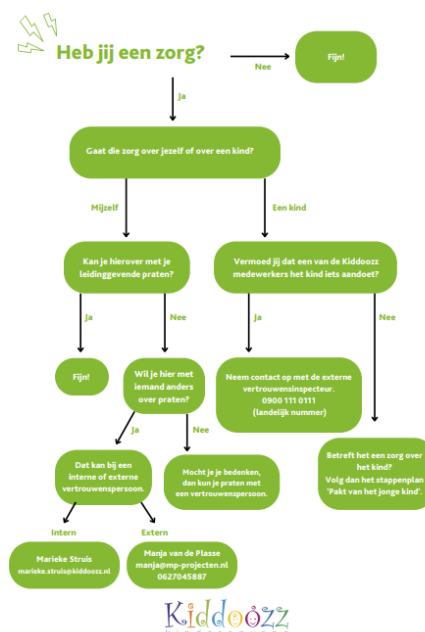 Heb jij een zorg?
Nee
Fijn!
Ja
Gaat die zorg over jezelf of over een kind?
Mijzelf
Een kind
Kan je hierover met je
leidinggevende praten?
Vermoed jij dat een van de Kiddoozz
medewerkers het kind iets aandoet?
Ja
Nee
Ja
Nee
Fijn!
Wil je hier met
iemand anders
over praten?
Neem contact op met de externe
vertrouwensinspecteur.
0900 111 0111
(landelijk nummer)
Ja
Nee
Dat kan bij een
interne of externe
vertrouwenspersoon.
Mocht je je bedenken,
dan kun je praten met
een vertrouwenspersoon.
Betreft het een zorg over
het kind?
Volg dan het stappenplan
'Pakt van het jonge kind'.
Intern
Extern
Marieke Struis
marieke.struis@kiddoozz.nl
Manja van de Plasse
manja@mp-projecten.nl
0627045887
Kiddoozz